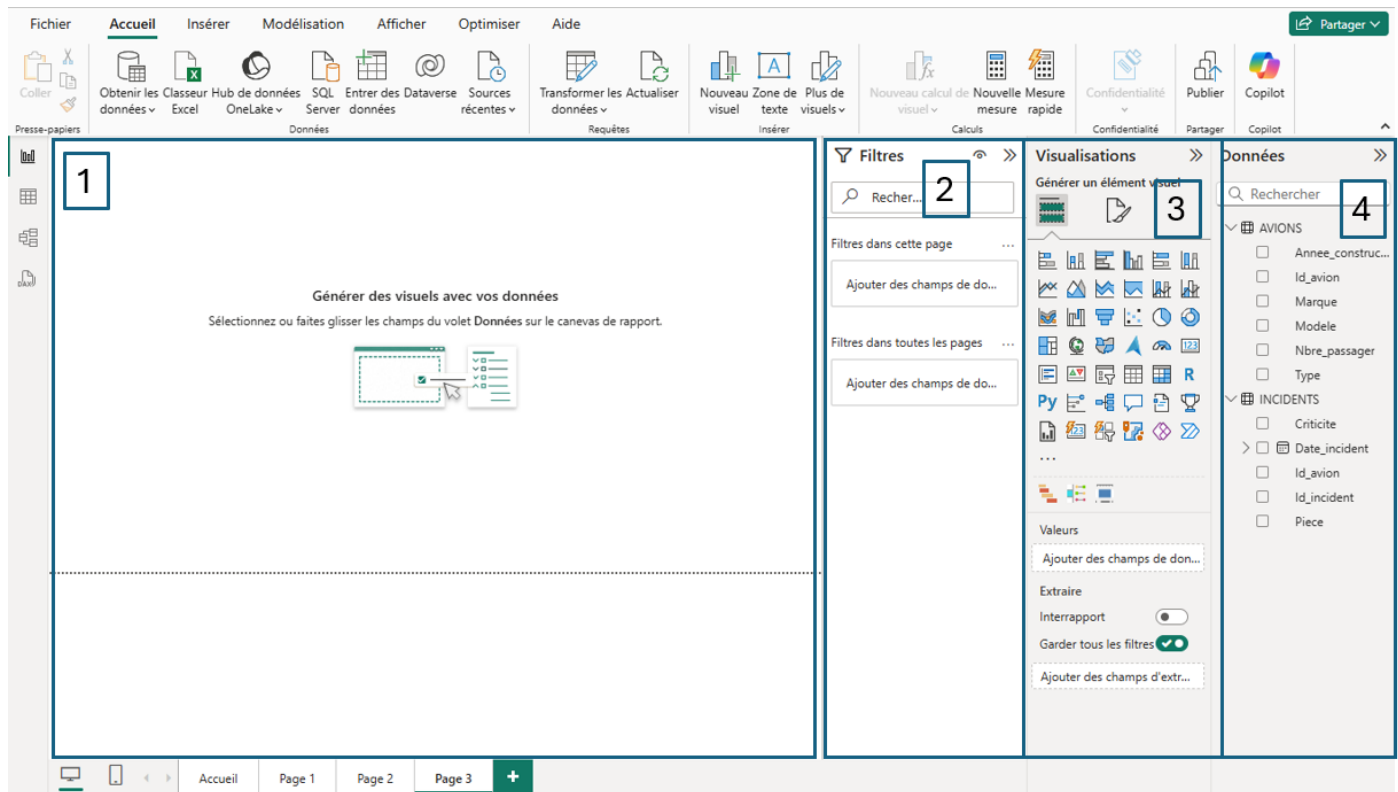 Fichier Accueil Insérer Modélisation Afficher Optimiser Aide Partager
Coller
Obtenir les données
Classeur Excel
Hub de données OneLake
SQL Server
Entrer des données
Dataverse
Sources récentes
Transformer les données
Actualiser
Nouveau visuel
Zone de texte
Plus de visuels
Nouveau calcul de visuel
Nouvelle mesure
Mesure rapide
Confidentialité
Publier
Copilot
Presse-papiers Données Requêtes Insérer Calculs Confidentialité Partager Copilot
1
Générer des visuels avec vos données
Sélectionnez ou faites glisser les champs du volet Données sur le canevas de rapport.
Filtres
2
Recher...
Filtres dans cette page ...
Ajouter des champs de do...
Filtres dans toutes les pages ...
Ajouter des champs de do...
Visualisations
Générer un élément visuel
3
123
R
Py
123
...
Valeurs
Ajouter des champs de don...
Extraire
Interrapport
Garder tous les filtres
Ajouter des champs d'extr...
Données
Rechercher
4
AVIONS
Annee_construc...
Id_avion
Marque
Modele
Nbre_passager
Type
INCIDENTS
Criticite
Date_incident
Id_avion
Id_incident
Piece
DAX
Accueil Page 1 Page 2 Page 3 +